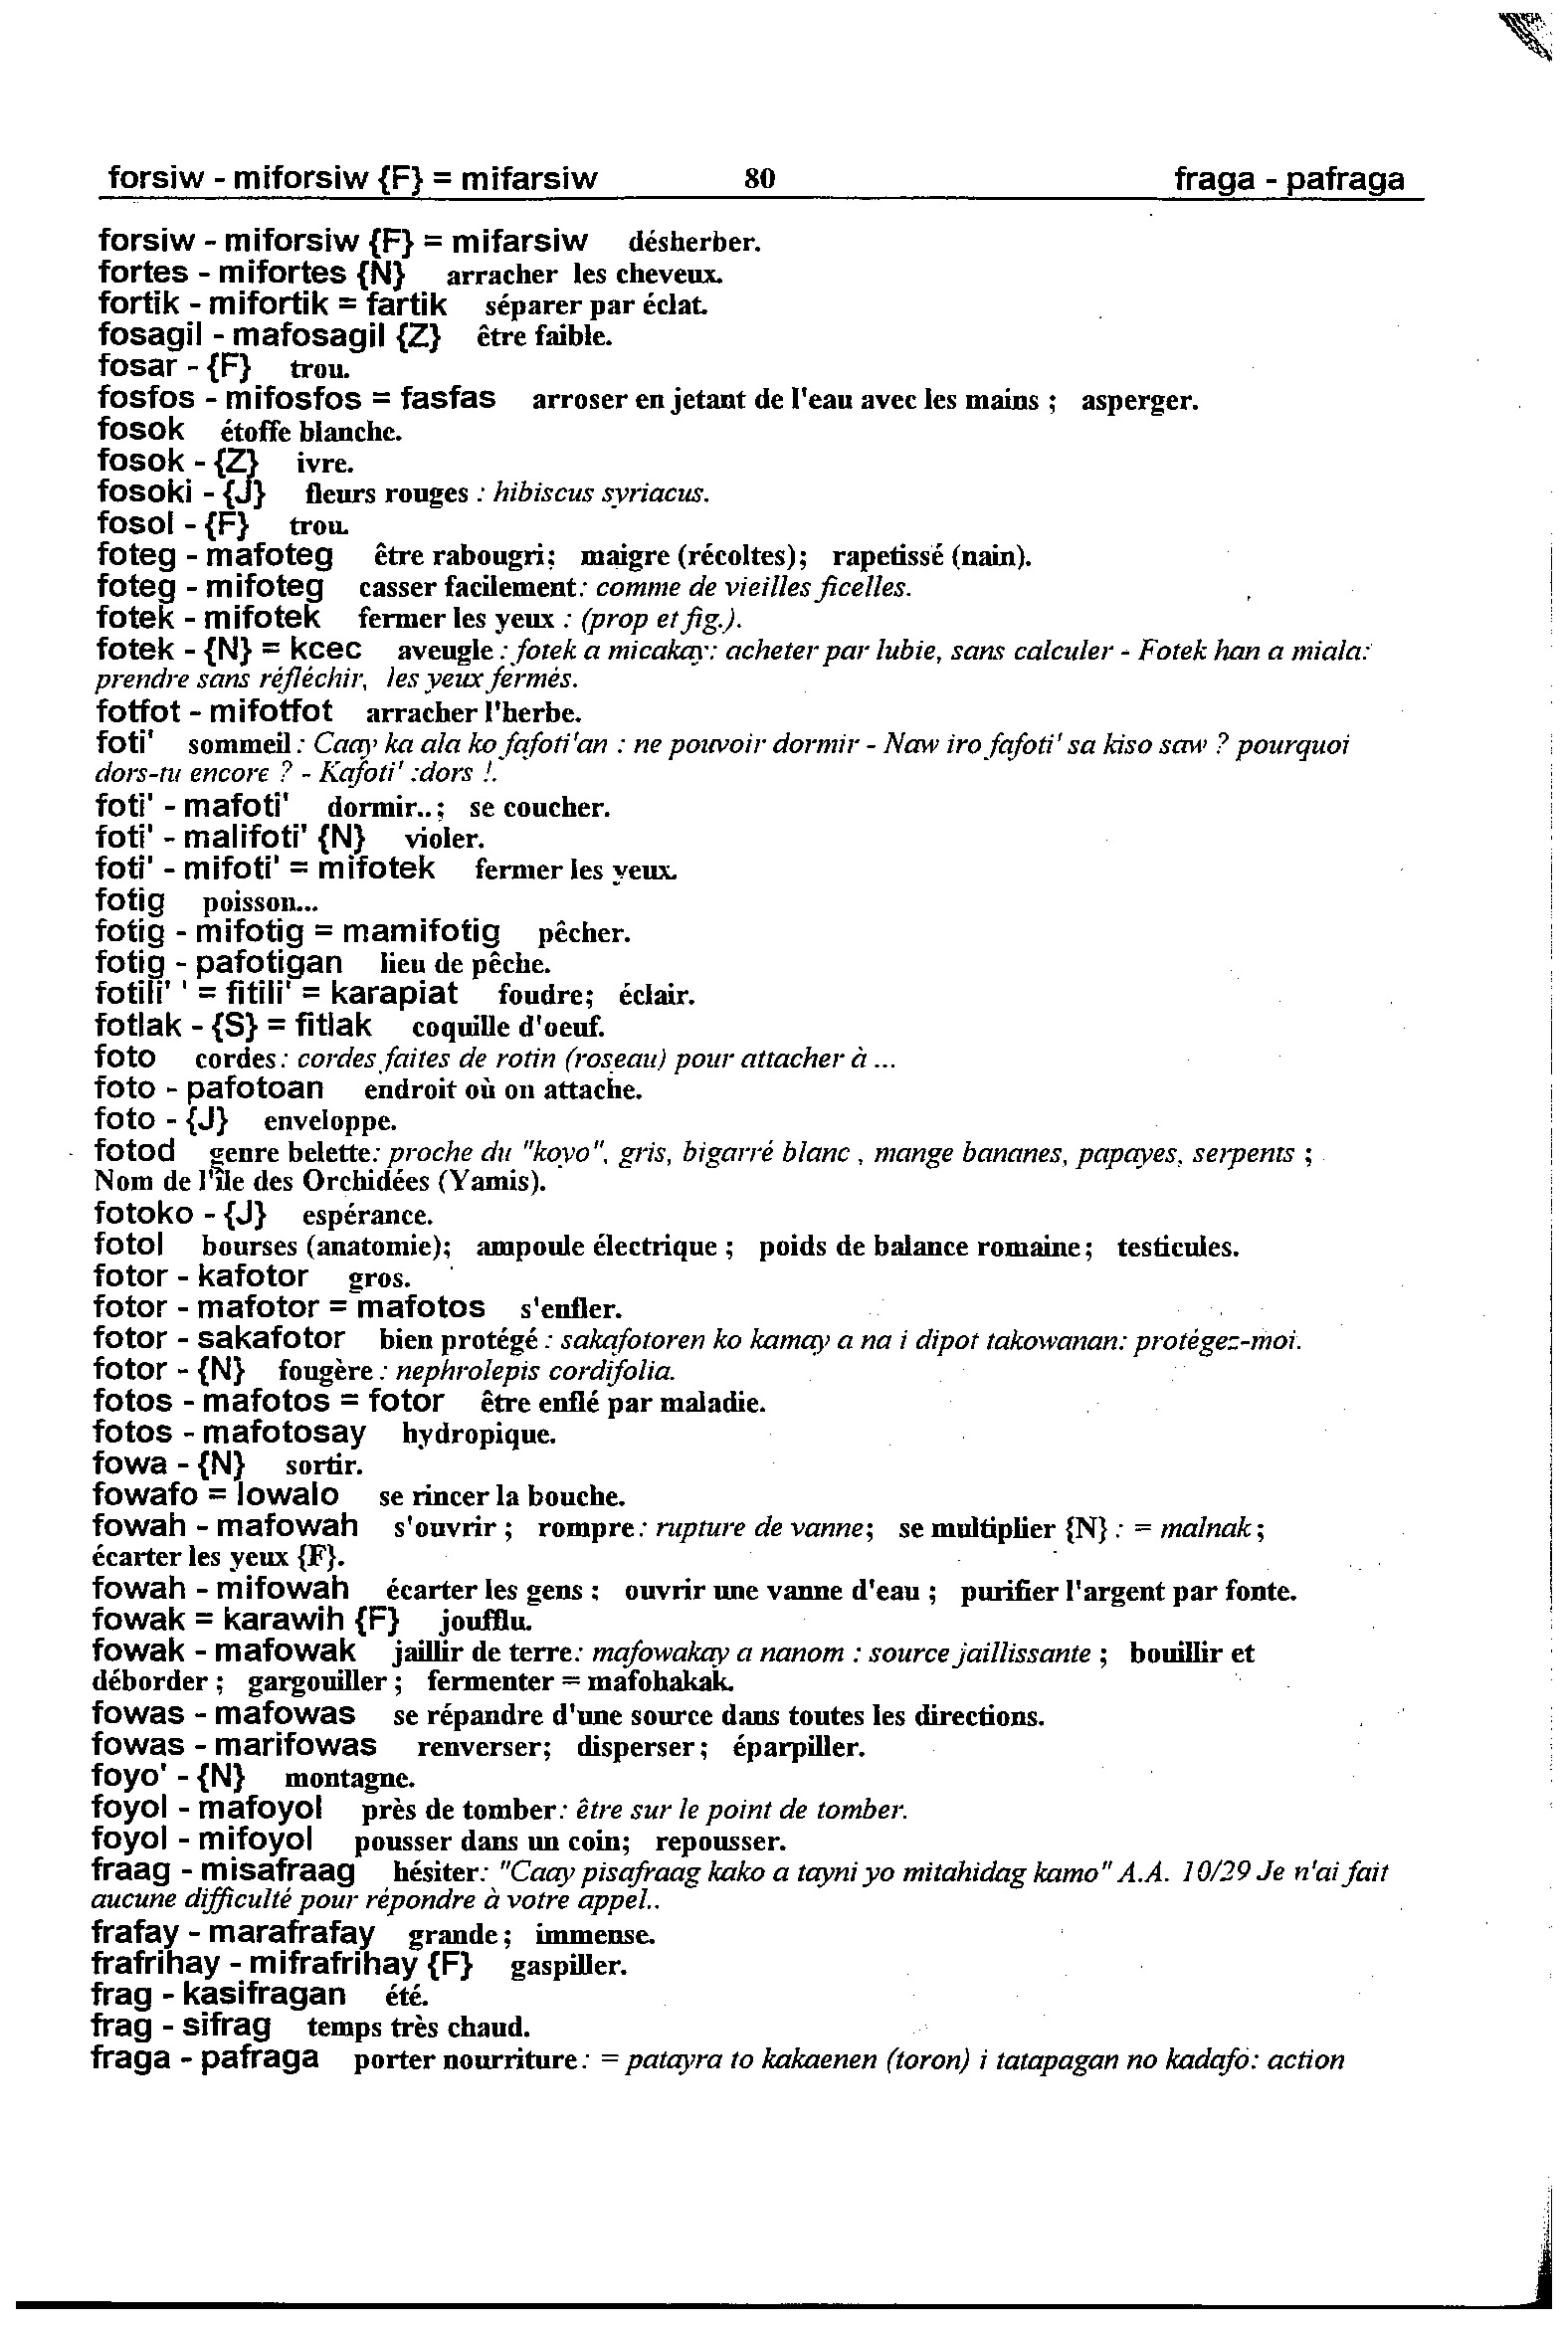 forsiw - miforsiw {F} = mifarsiw 80 fraga - pafraga
forsiw - miforsiw {F} = mifarsiw désherber.
fortes - mifortes {N} arracher les cheveux.
fortik - mifortik = fartik séparer par éclat.
fosagil - mafosagil {Z} être faible.
fosar - {F} trou.
fosfos - mifosfos = fasfas arroser en jetant de l'eau avec les mains ; asperger.
fosok étoffe blanche.
fosok - {Z} ivre.
fosoki - {J} fleurs rouges : hibiscus syriacus.
fosol - {F} trou.
foteg - mafoteg être rabougri; maigre (récoltes); rapetissé (nain).
foteg - mifoteg casser facilement: comme de vieilles ficelles.
fotek - mifotek fermer les yeux : (prop et fig.).
fotek - {N} = kcec aveugle : fotek a micakay: acheter par lubie, sans calculer - Fotek han a miala:
prendre sans réfléchir, les yeux fermés.
fotfot - mifotfot arracher l'herbe.
foti' sommeil : Caay ka ala ko fafoti'an : ne pouvoir dormir - Naw iro fafoti' sa kiso saw ? pourquoi
dors-tu encore ? - Kafoti' :dors !.
foti' - mafoti' dormir..; se coucher.
foti' - malifoti' {N} violer.
foti' - mifoti' = mifotek fermer les yeux.
fotig poisson...
fotig - mifotig = mamifotig pêcher.
fotig - pafotigan lieu de pêche.
fotili' ' = fitili' = karapiat foudre; éclair.
fotlak - {S} = fitlak coquille d'oeuf.
foto cordes: cordes faites de rotin (roseau) pour attacher à ...
foto - pafotoan endroit où on attache.
foto - {J} enveloppe.
fotod genre belette: proche du "koyo", gris, bigarré blanc , mange bananes, papayes, serpents ;
Nom de l'île des Orchidées (Yamis).
fotoko - {J} espérance.
fotol bourses (anatomie); ampoule électrique ; poids de balance romaine; testicules.
fotor - kafotor gros.
fotor - mafotor = mafotos s'enfler.
fotor - sakafotor bien protégé : sakafotoren ko kamay a na i dipot takowanan: protégez-moi.
fotor - {N} fougère : nephrolepis cordifolia.
fotos - mafotos = fotor être enflé par maladie.
fotos - mafotosay hydropique.
fowa - {N} sortir.
fowafo = lowalo se rincer la bouche.
fowah - mafowah s'ouvrir ; rompre: rupture de vanne; se multiplier {N} : = malnak ;
écarter les yeux {F}.
fowah - mifowah écarter les gens ; ouvrir une vanne d'eau ; purifier l'argent par fonte.
fowak = karawih {F} joufflu.
fowak - mafowak jaillir de terre: mafowakay a nanom : source jaillissante ; bouillir et
déborder ; gargouiller ; fermenter = mafohakak.
fowas - mafowas se répandre d'une source dans toutes les directions.
fowas - marifowas renverser; disperser; éparpiller.
foyo' - {N} montagne.
foyol - mafoyol près de tomber: être sur le point de tomber.
foyol - mifoyol pousser dans un coin; repousser.
fraag - misafraag hésiter: "Caay pisafraag kako a tayni yo mitahidag kamo" A.A. 10/29 Je n'ai fait
aucune difficulté pour répondre à votre appel..
frafay - marafrafay grande ; immense.
frafrihay - mifrafrihay {F} gaspiller.
frag - kasifragan été.
frag - sifrag temps très chaud.
fraga - pafraga porter nourriture: = patayra to kakaenen (toron) i tatapagan no kadafo: action